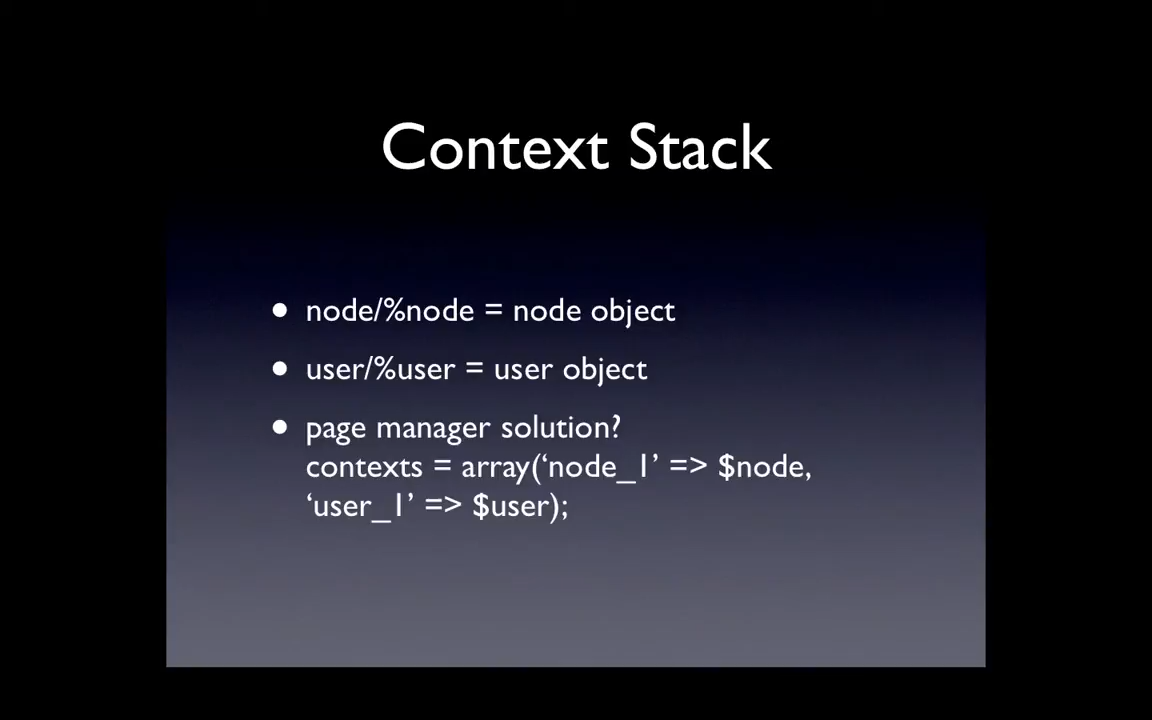 Context Stack
• node/%node = node object
• user/%user = user object
• page manager solution?
contexts = array(‘node_1’ => $node,
‘user_1’ => $user);